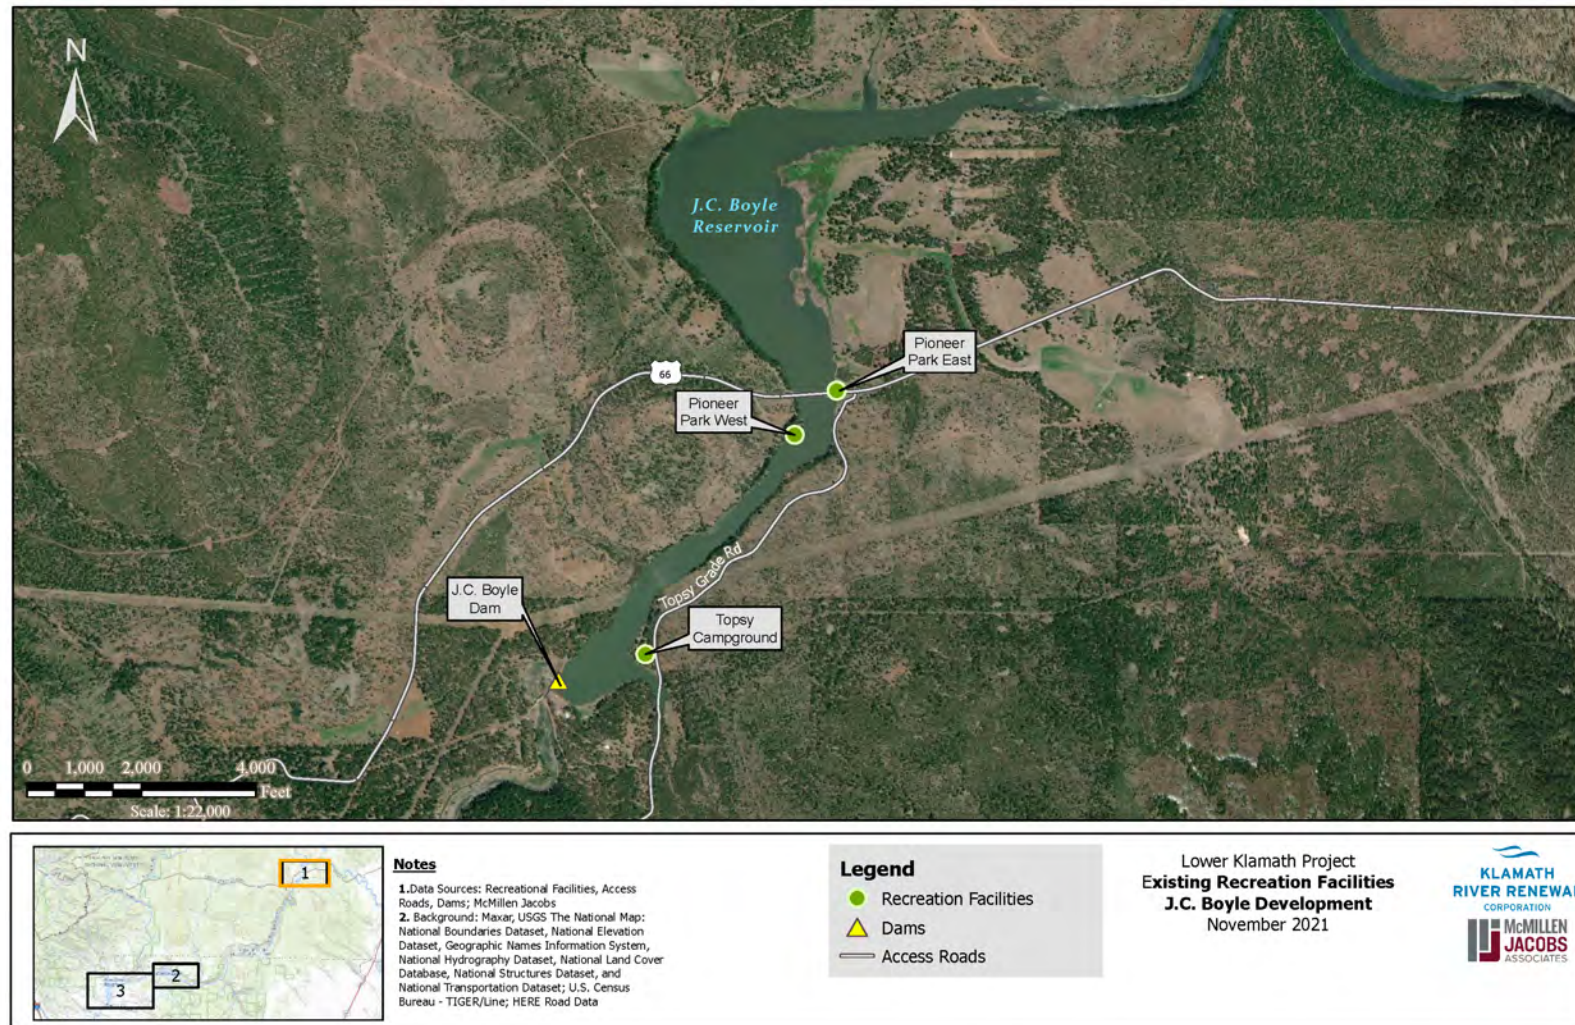 N
J.C. Boyle
Reservoir
Pioneer
Park East
66
Pioneer
Park West
Topsy Grade Rd
J.C. Boyle
Dam
Topsy
Campground
0 1,000 2,000 4,000
Feet
Scale: 1:22,000
1
2
3
Notes
1.Data Sources: Recreational Facilities, Access
Roads, Dams; McMillen Jacobs
2. Background: Maxar, USGS The National Map:
National Boundaries Dataset, National Elevation
Dataset, Geographic Names Information System,
National Hydrography Dataset, National Land Cover
Database, National Structures Dataset, and
National Transportation Dataset; U.S. Census
Bureau - TIGER/Line; HERE Road Data
Legend
Recreation Facilities
Dams
Access Roads
Lower Klamath Project
Existing Recreation Facilities
J.C. Boyle Development
November 2021
KLAMATH
RIVER RENEWAL
CORPORATION
McMILLEN
JACOBS
ASSOCIATES